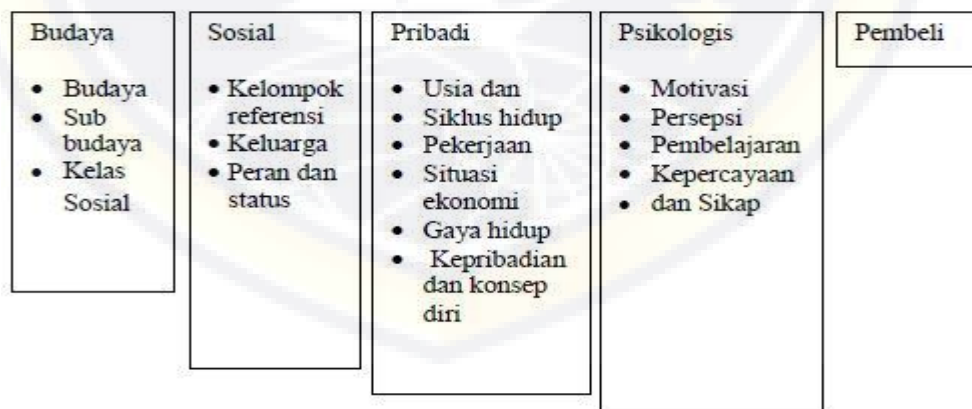 Budaya
• Budaya
• Sub
budaya
• Kelas
Sosial
Sosial
• Kelompok
referensi
• Keluarga
• Peran dan
status
Pribadi
• Usia dan
• Siklus hidup
• Pekerjaan
• Situasi
ekonomi
• Gaya hidup
• Kepribadian
dan konsep
diri
Psikologis
• Motivasi
• Persepsi
• Pembelajaran
• Kepercayaan
• dan Sikap
Pembeli